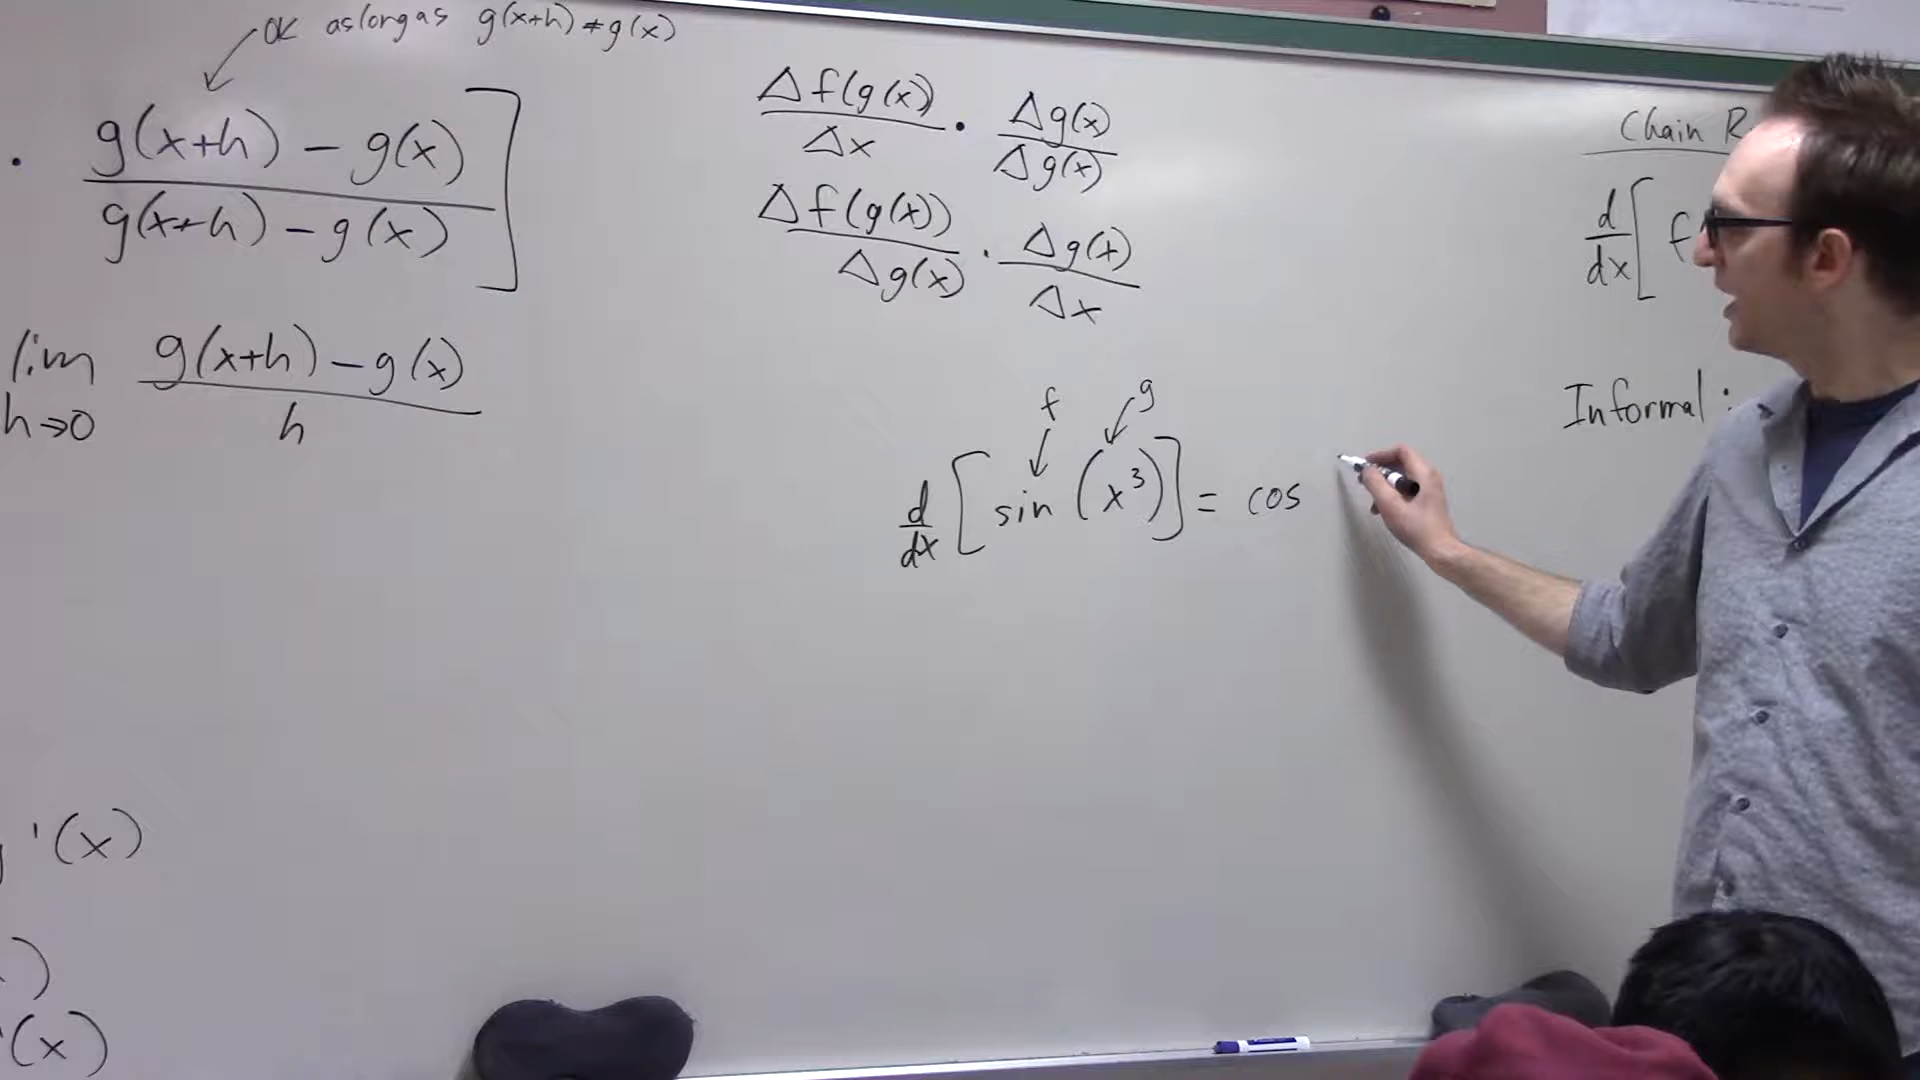 OK as long as g(x+h) ≠ g(x)
· g(x+h) - g(x) ]
g(x+h) - g(x)
lim g(x+h) - g(x)
h→0 h
'(x)
)
'(x)
Δf(g(x)) · Δg(x)
Δx Δg(x)
Δf(g(x)) · Δg(x)
Δg(x) Δx
f g
d/dx [ sin (x³) ] = cos
Chain R
d/dx [ f
Informal :